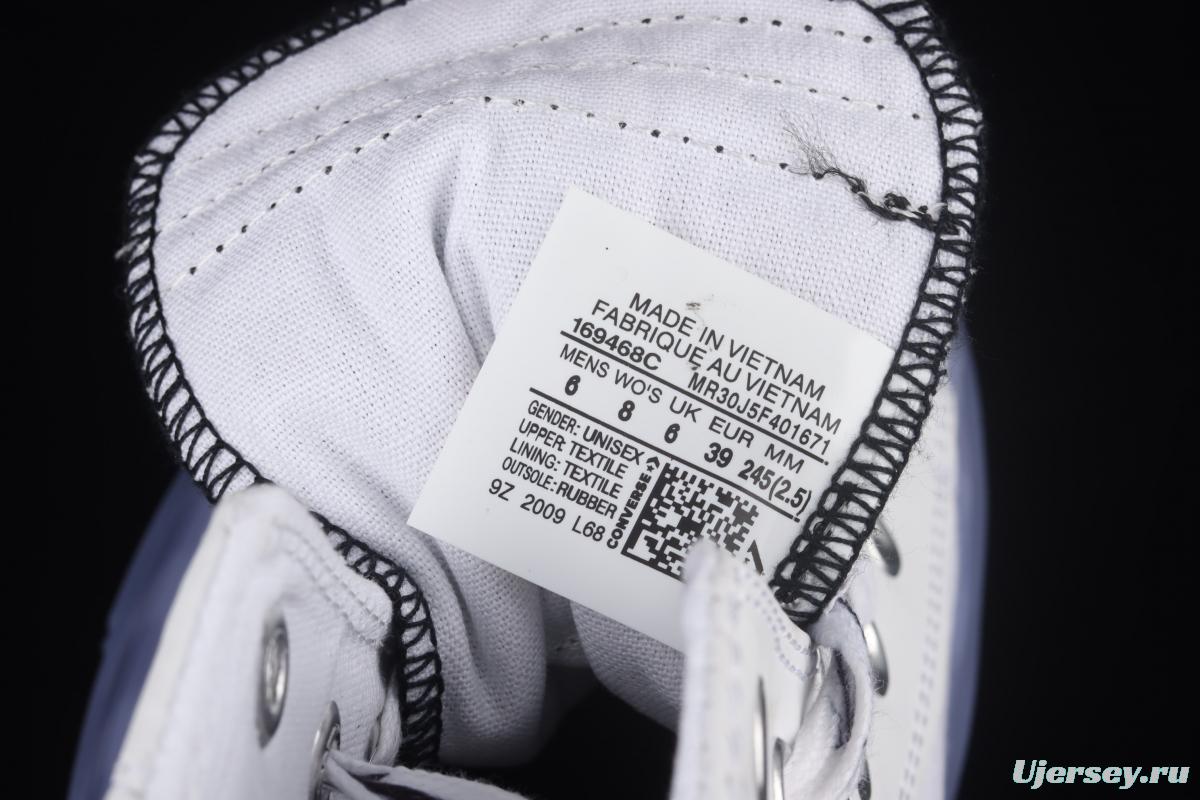 MADE IN VIETNAM
FABRIQUE AU VIETNAM
169468C MR30J5F401671
MENS WO'S UK EUR MM
6 8 6 39 245(2.5)
GENDER: UNISEX
UPPER: TEXTILE
LINING: TEXTILE
OUTSOLE: RUBBER
9Z 2009 L68
CONVERSE
Ujersey.ru